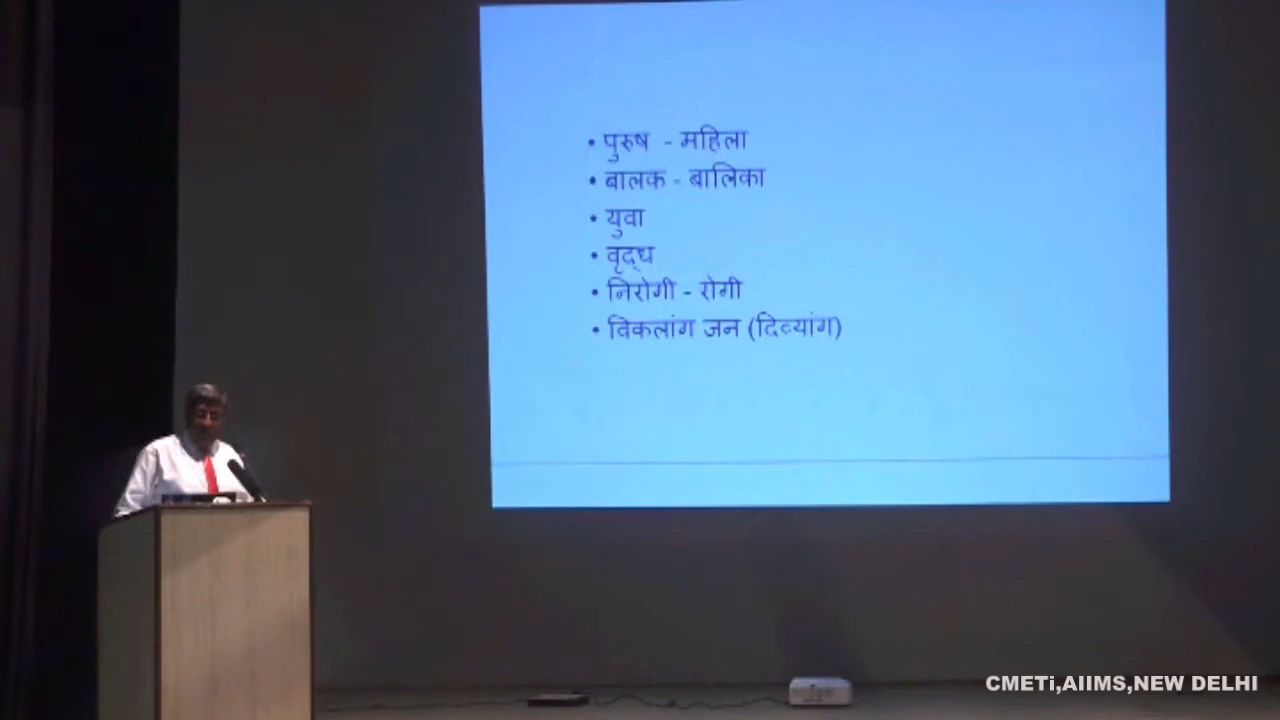 • पुरुष - महिला
• बालक - बालिका
• युवा
• वृद्ध
• निरोगी - रोगी
• विकलांग जन (दिव्यांग)
CMETi,AIIMS,NEW DELHI